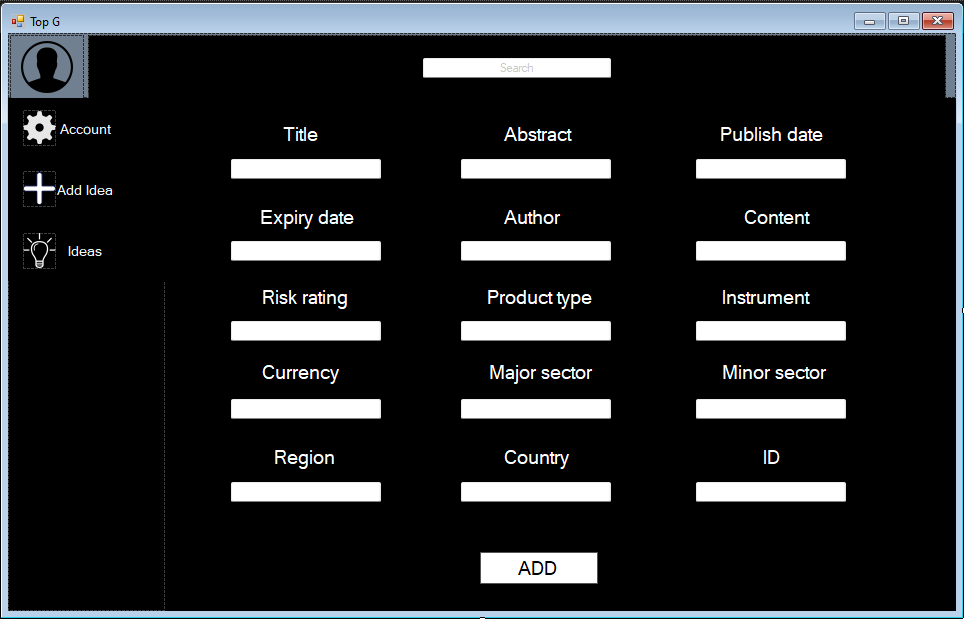 Top G
Search
Account
Add Idea
Ideas
Title Abstract Publish date
Expiry date Author Content
Risk rating Product type Instrument
Currency Major sector Minor sector
Region Country ID
ADD